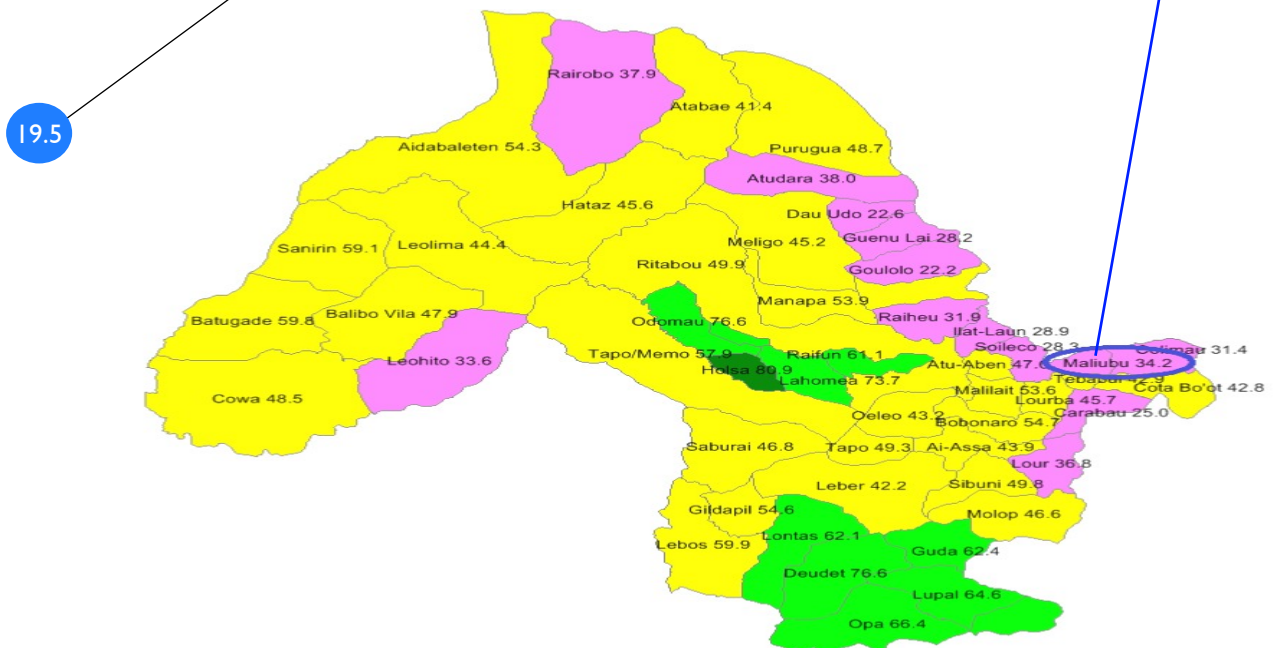 Rairobo 37.9
Atabae 41.4
19.5
Aidabaleten 54.3
Purugua 48.7
Atudara 38.0
Hataz 45.6
Dau Udo 22.6
Sanirin 59.1
Leolima 44.4
Meligo 45.2
Guenu Lai 28.2
Ritabou 49.9
Goulolo 22.2
Manapa 53.9
Batugade 59.8
Balibo Vila 47.9
Odomau 76.6
Raiheu 31.9
Ilat-Laun 28.9
Soileco 28.3
31.4
Leohito 33.6
Tapo/Memo 57.9
Raifun 61.1
Atu-Aben 47.6
Maliubu 34.2
Holsa 80.9
Lahomea 73.7
Tebabui 42.9
Cota Bo'ot 42.8
Malilait 53.6
Cowa 48.5
Lourba 45.7
Carabau 25.0
Oeleo 43.2
Bobonaro 54.7
Saburai 46.8
Tapo 49.3
Ai-Assa 43.9
Lour 36.8
Leber 42.2
Sibuni 49.8
Gildapil 54.6
Molop 46.6
Lontas 62.1
Lebos 59.9
Guda 62.4
Deudet 76.6
Lupal 64.6
Opa 66.4